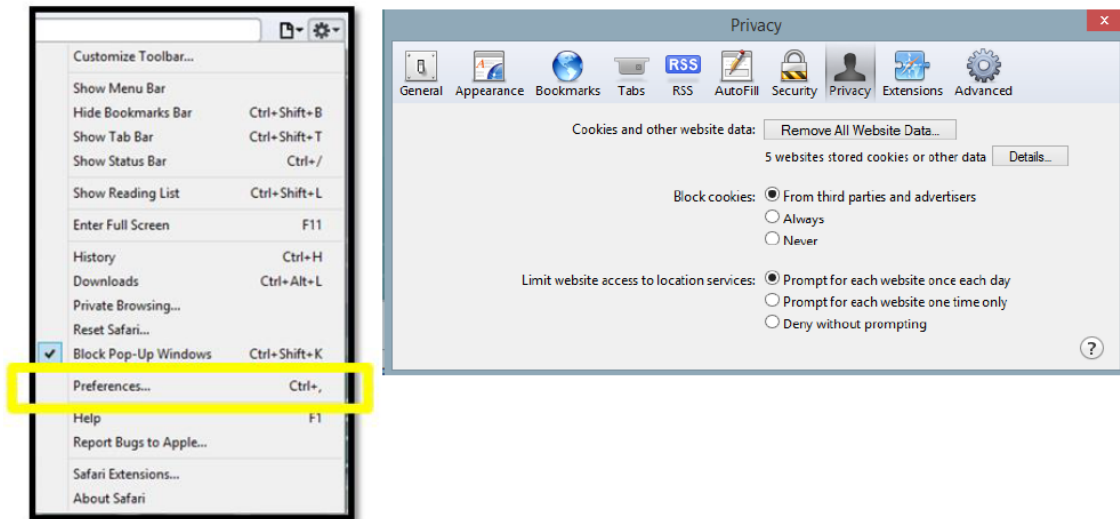 Customize Toolbar...
Show Menu Bar
Hide Bookmarks Bar Ctrl+Shift+B
Show Tab Bar Ctrl+Shift+T
Show Status Bar Ctrl+/
Show Reading List Ctrl+Shift+L
Enter Full Screen F11
History Ctrl+H
Downloads Ctrl+Alt+L
Private Browsing...
Reset Safari...
Block Pop-Up Windows Ctrl+Shift+K
Preferences... Ctrl+,
Help F1
Report Bugs to Apple...
Safari Extensions...
About Safari
Privacy
x
RSS
General Appearance Bookmarks Tabs RSS AutoFill Security Privacy Extensions Advanced
Cookies and other website data: Remove All Website Data...
5 websites stored cookies or other data Details...
Block cookies: From third parties and advertisers
Always
Never
Limit website access to location services: Prompt for each website once each day
Prompt for each website one time only
Deny without prompting
?